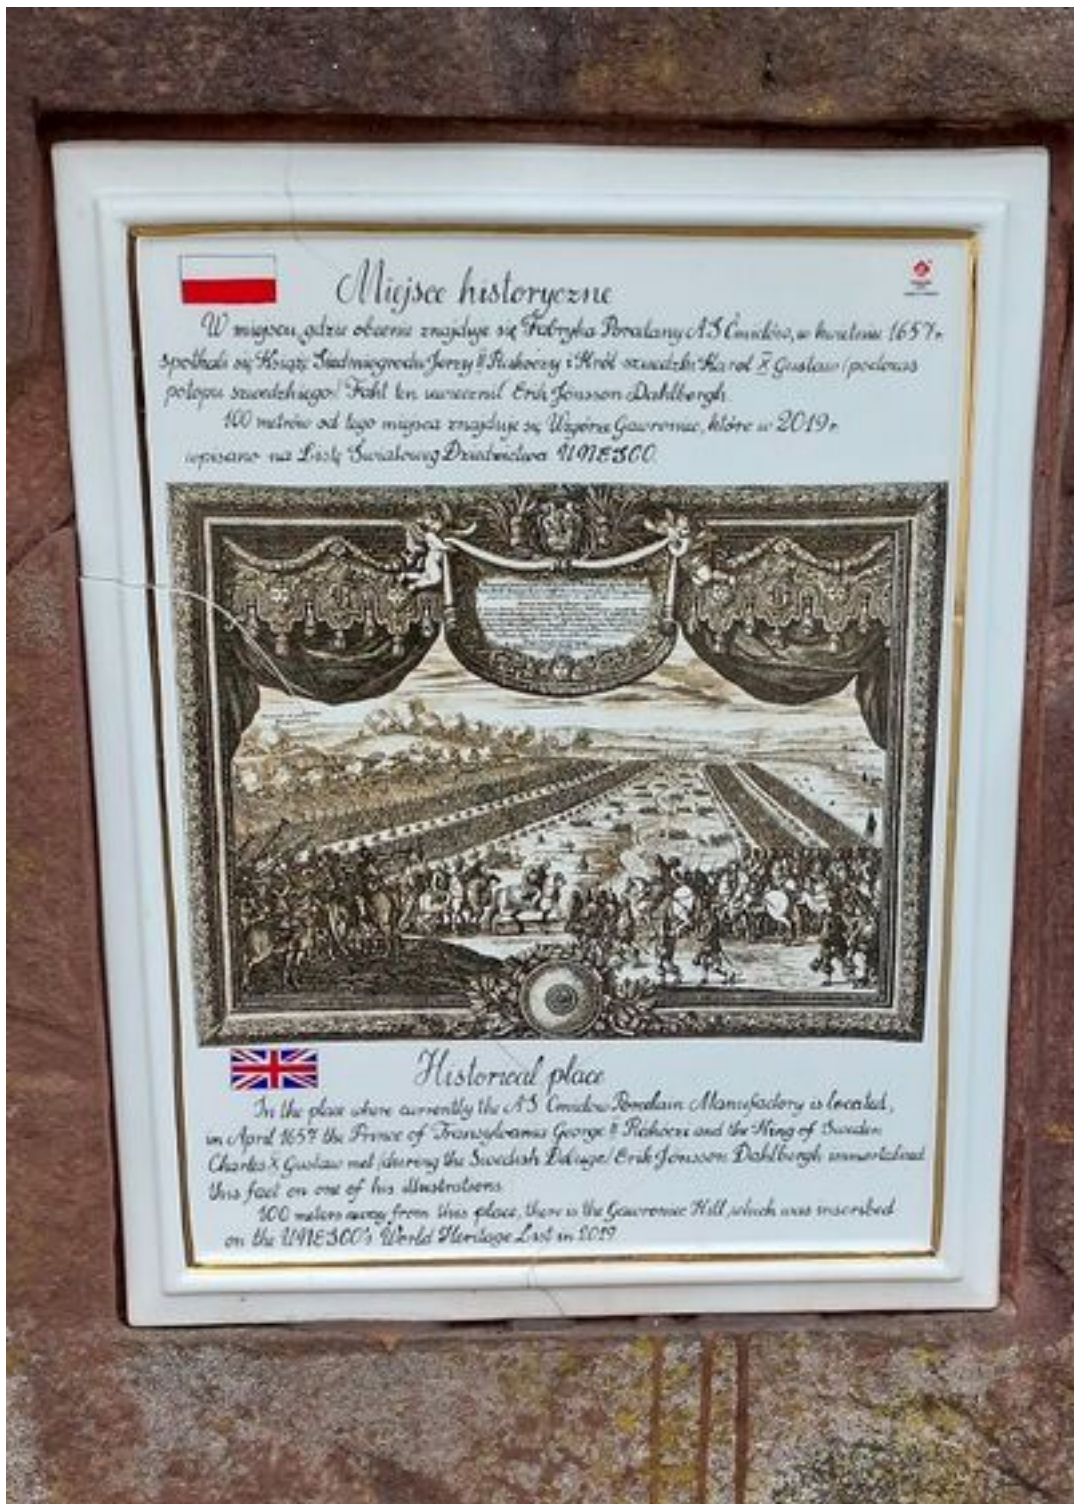 Miejsce historyczne
W miejscu, gdzie obecnie znajduje się Fabryka Porcelany AS Ćmielów, w kwietniu 1657 r.
spotkali się Książę Siedmiogrodu Jerzy II Rakoczy i Król szwedzki Karol X Gustaw /podczas
potopu szwedzkiego/ Fakt ten uwiecznił Erik Jönsson Dahlbergh.
100 metrów od tego miejsca znajduje się Wzgórze Gawroniec, które w 2019 r.
wpisano na Listę Światowego Dziedzictwa UNESCO.
Historical place
In the place where currently the AS Ćmielów Porcelain Manufactory is located,
in April 1657 the Prince of Transylvania George II Rakoczi and the King of Sweden
Charles X Gustaw met /during the Swedish Deluge/ Erik Jönsson Dahlbergh immortalised
this fact on one of his illustrations.
100 meters away from this place, there is the Gawroniec Hill, which was inscribed
on the UNESCO's World Heritage List in 2019